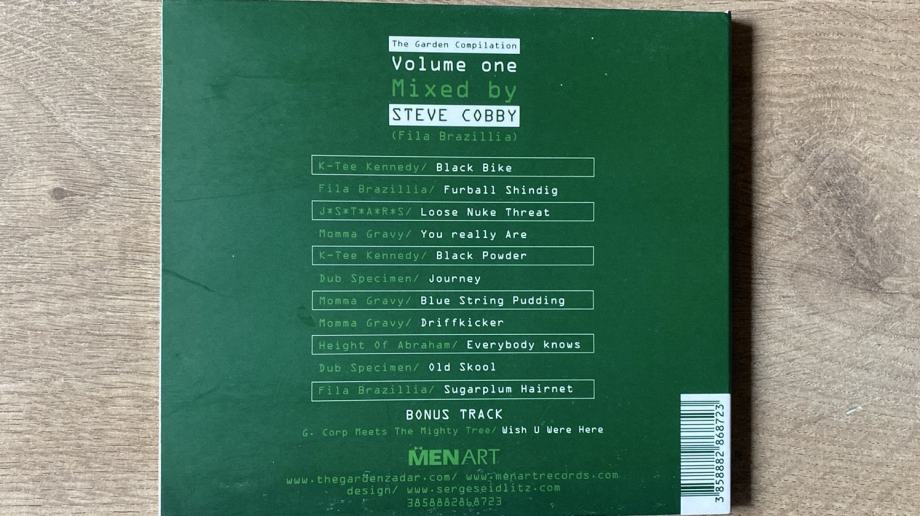 The Garden Compilation
Volume one
Mixed by
STEVE COBBY
(Fila Brazillia)
K-Tee Kennedy/ Black Bike
Fila Brazillia/ Furball Shindig
J*S*T*A*R*S/ Loose Nuke Threat
Momma Gravy/ You really Are
K-Tee Kennedy/ Black Powder
Dub Specimen/ Journey
Momma Gravy/ Blue String Pudding
Momma Gravy/ Driffkicker
Height Of Abraham/ Everybody knows
Dub Specimen/ Old Skool
Fila Brazillia/ Sugarplum Hairnet
BONUS TRACK
G. Corp Meets The Mighty Tree/ Wish U Were Here
MENART
www.thegardenzadar.com/ www.menartrecords.com
design/ www.sergeseidlitz.com
3858882868723
3 858882 868723